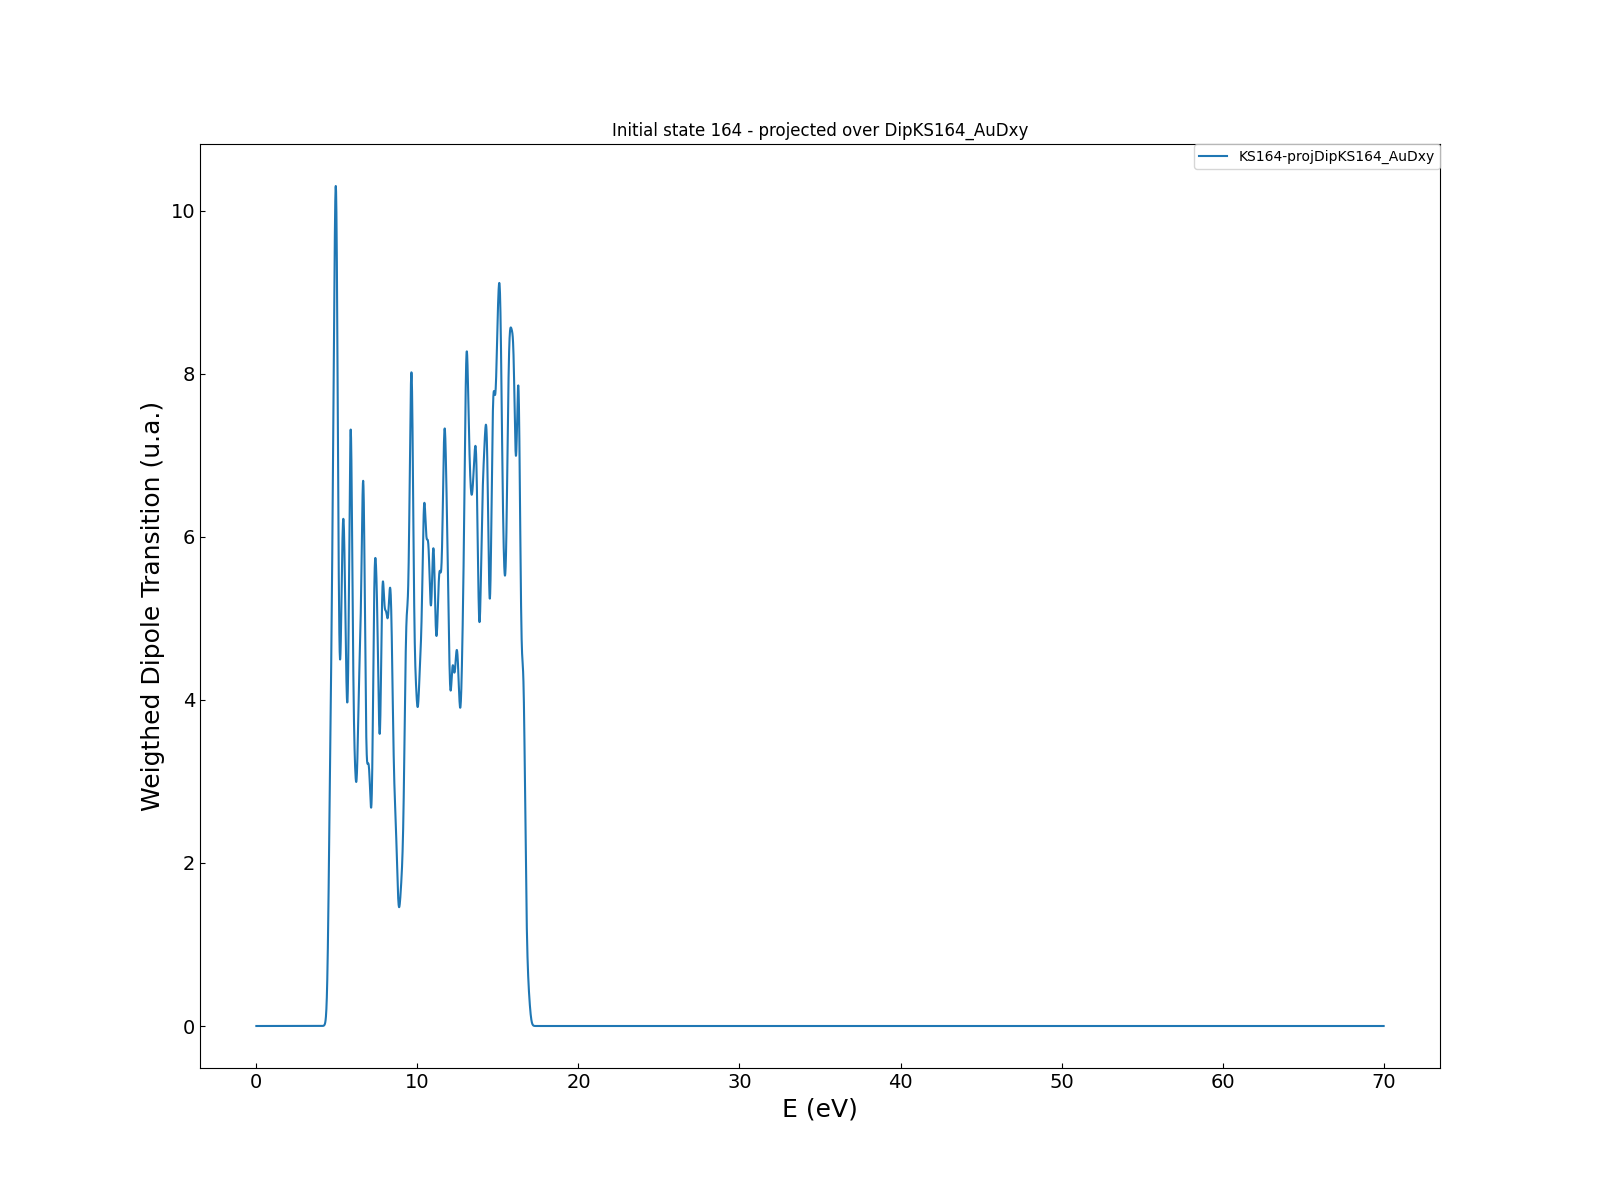 Initial state 164 - projected over DipKS164_AuDxy
KS164-projDipKS164_AuDxy
Weigthed Dipole Transition (u.a.)
10
8
6
4
2
0
0 10 20 30 40 50 60 70
E (eV)